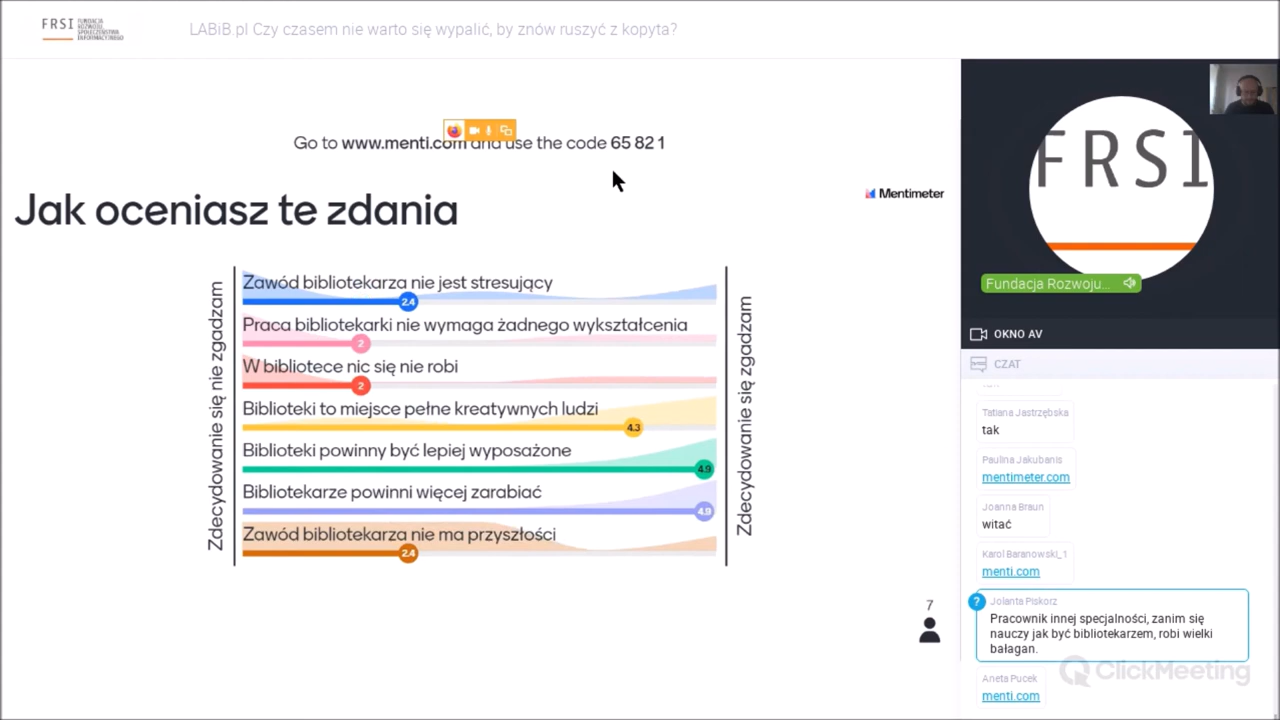 FRSI
FUNDACJA
ROZWOJU
SPOŁECZEŃSTWA
INFORMACYJNEGO
LABiB.pl Czy czasem nie warto się wypalić, by znów ruszyć z kopyta?
Go to www.menti.com and use the code 65 82 1
Mentimeter
Jak oceniasz te zdania
Zdecydowanie się nie zgadzam
Zawód bibliotekarza nie jest stresujący
2.4
Praca bibliotekarki nie wymaga żadnego wykształcenia
2
W bibliotece nic się nie robi
2
Biblioteki to miejsce pełne kreatywnych ludzi
4.3
Biblioteki powinny być lepiej wyposażone
4.9
Bibliotekarze powinni więcej zarabiać
4.9
Zawód bibliotekarza nie ma przyszłości
2.4
Zdecydowanie się zgadzam
7
FRSI
Fundacja Rozwoju...
OKNO AV
CZAT
Tatiana Jastrzębska
tak
Paulina Jakubanis
mentimeter.com
Joanna Braun
witać
Karol Baranowski_1
menti.com
?
Jolanta Piskorz
Pracownik innej specjalności, zanim się
nauczy jak być bibliotekarzem, robi wielki
bałagan.
ClickMeeting
Aneta Pucek
menti.com